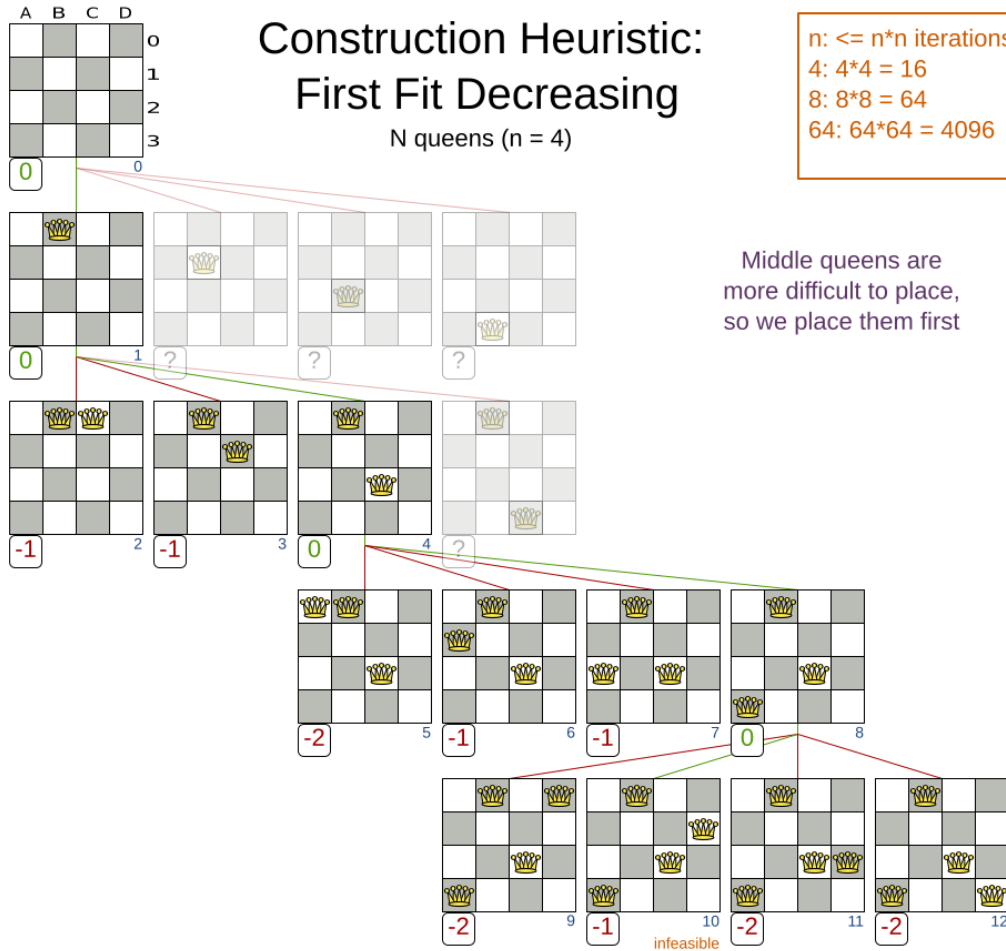 A B C D
0
1
2
3
Construction Heuristic:
First Fit Decreasing
N queens (n = 4)
n: <= n*n iterations
4: 4*4 = 16
8: 8*8 = 64
64: 64*64 = 4096
0 0
Middle queens are
more difficult to place,
so we place them first
0 1 ? ? ?
-1 2 -1 3 0 4 ?
-2 5 -1 6 -1 7 0 8
-2 9 -1 10 -2 11 -2 12
infeasible